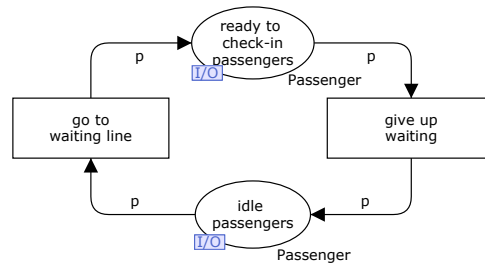 ready to
check-in
passengers
I/O
Passenger
p
p
go to
waiting line
give up
waiting
p
p
idle
passengers
I/O
Passenger